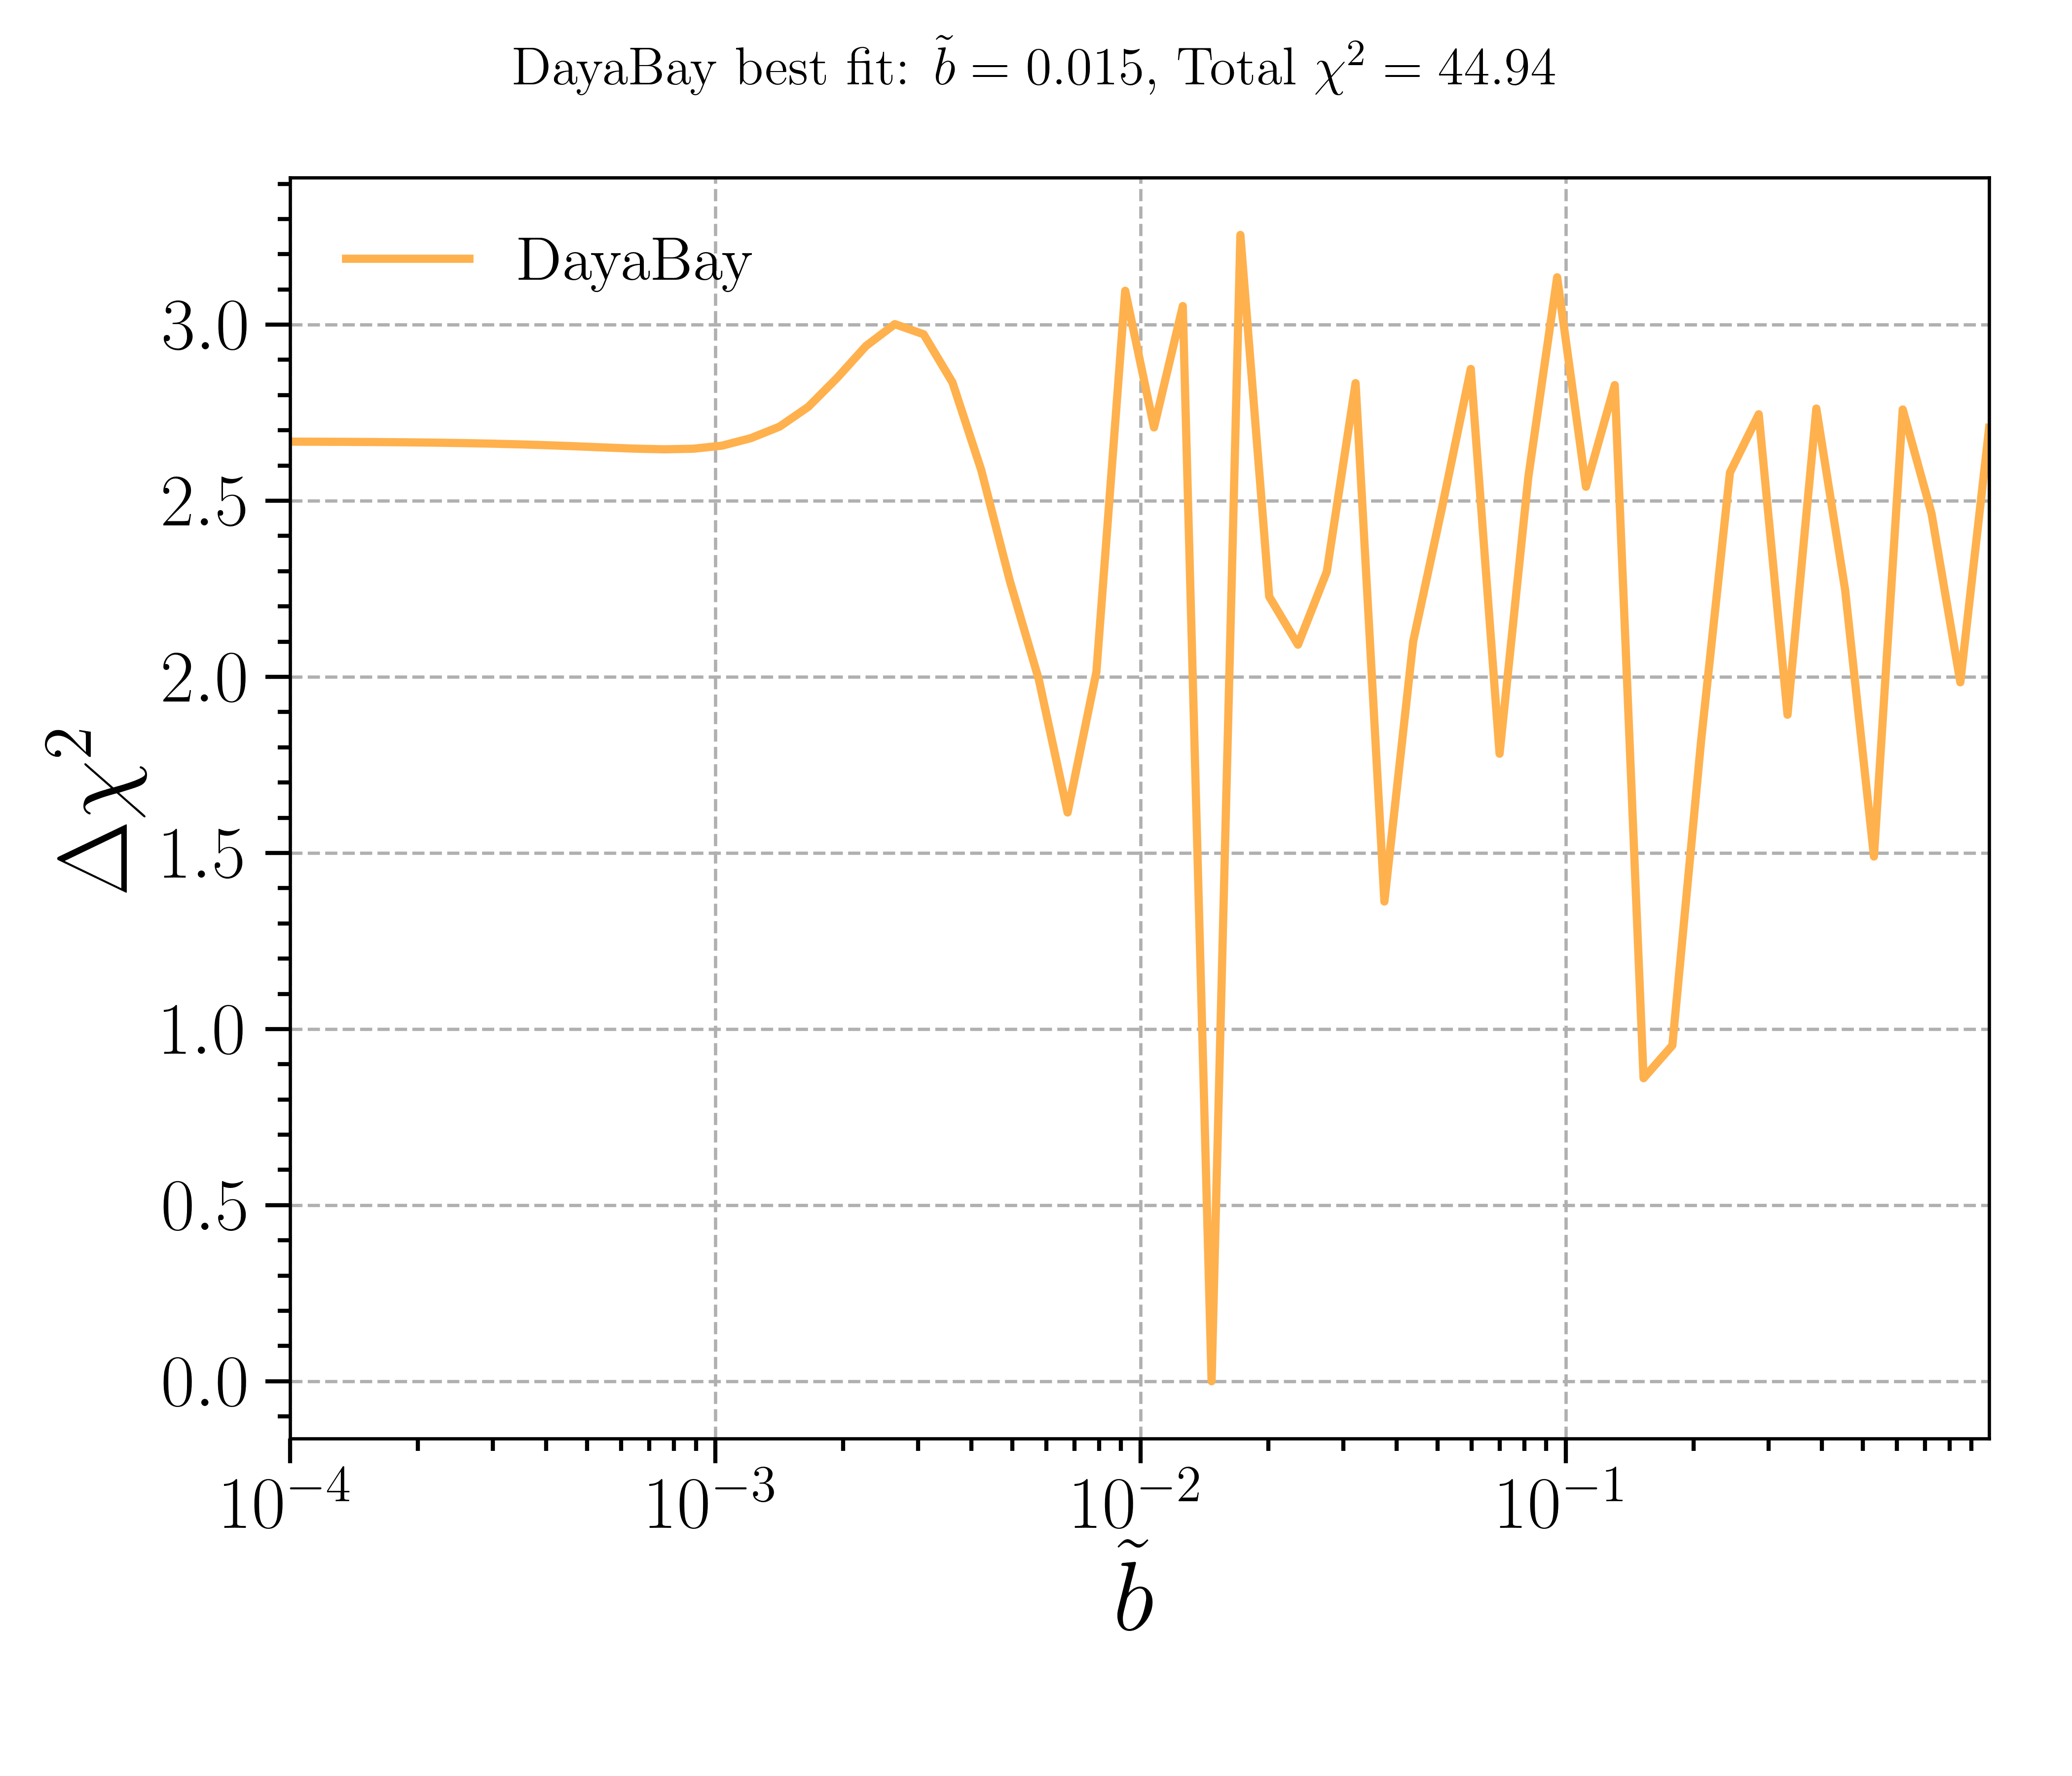 DayaBay best fit: b̃ = 0.015, Total χ² = 44.94
DayaBay
3.0
2.5
2.0
1.5
1.0
0.5
0.0
Δχ²
10⁻⁴ 10⁻³ 10⁻² 10⁻¹
b̃